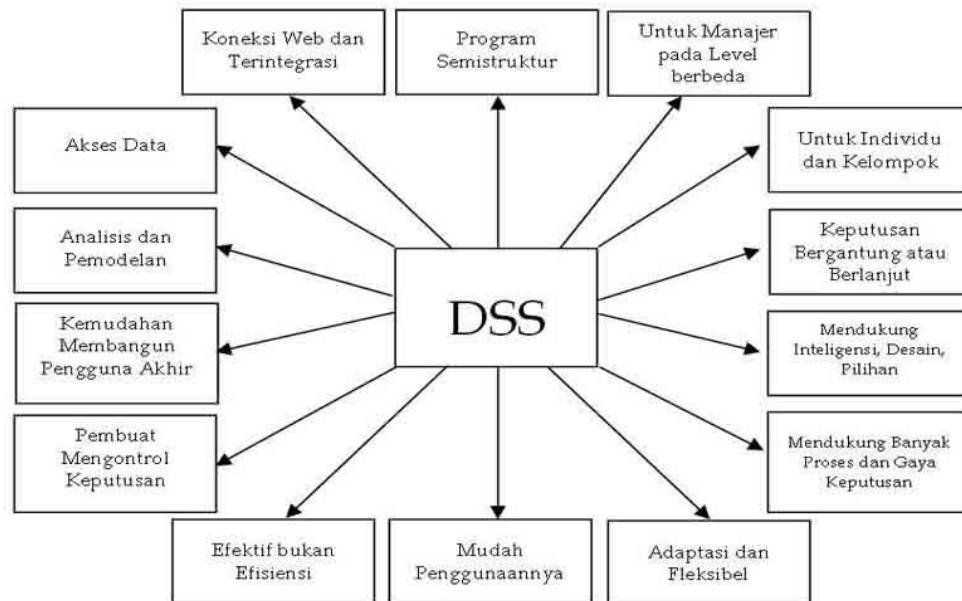 Koneksi Web dan
Terintegrasi
Program
Semistruktur
Untuk Manajer
pada Level
berbeda
Akses Data
Untuk Individu
dan Kelompok
Analisis dan
Pemodelan
Keputusan
Bergantung atau
Berlanjut
DSS
Kemudahan
Membangun
Pengguna Akhir
Mendukung
Inteligensi, Desain,
Pilihan
Pembuat
Mengontrol
Keputusan
Mendukung Banyak
Proses dan Gaya
Keputusan
Efektif bukan
Efisiensi
Mudah
Penggunaannya
Adaptasi dan
Fleksibel